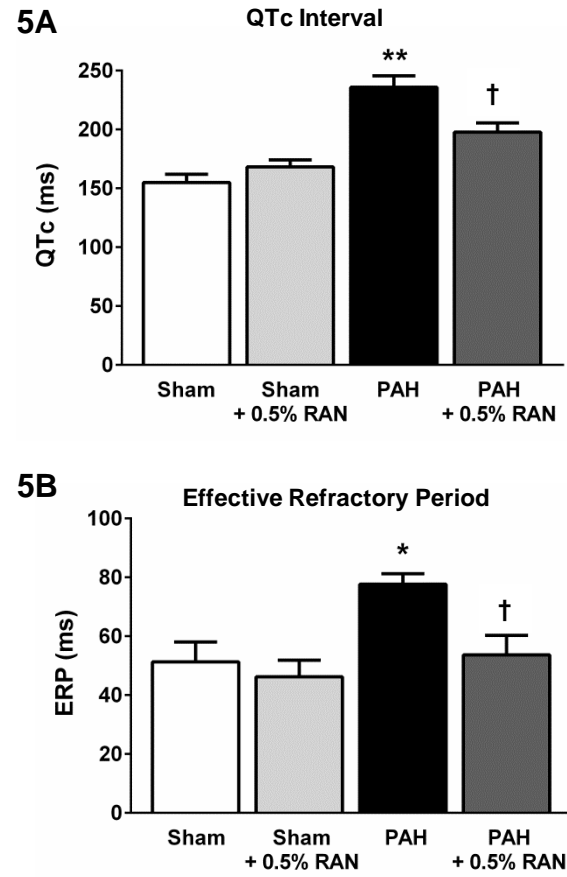 5A
QTc Interval
250
200
150
100
50
0
QTc (ms)
**
†
Sham
Sham
+ 0.5% RAN
PAH
PAH
+ 0.5% RAN
5B
Effective Refractory Period
100
80
60
40
20
0
ERP (ms)
*
†
Sham
Sham
+ 0.5% RAN
PAH
PAH
+ 0.5% RAN